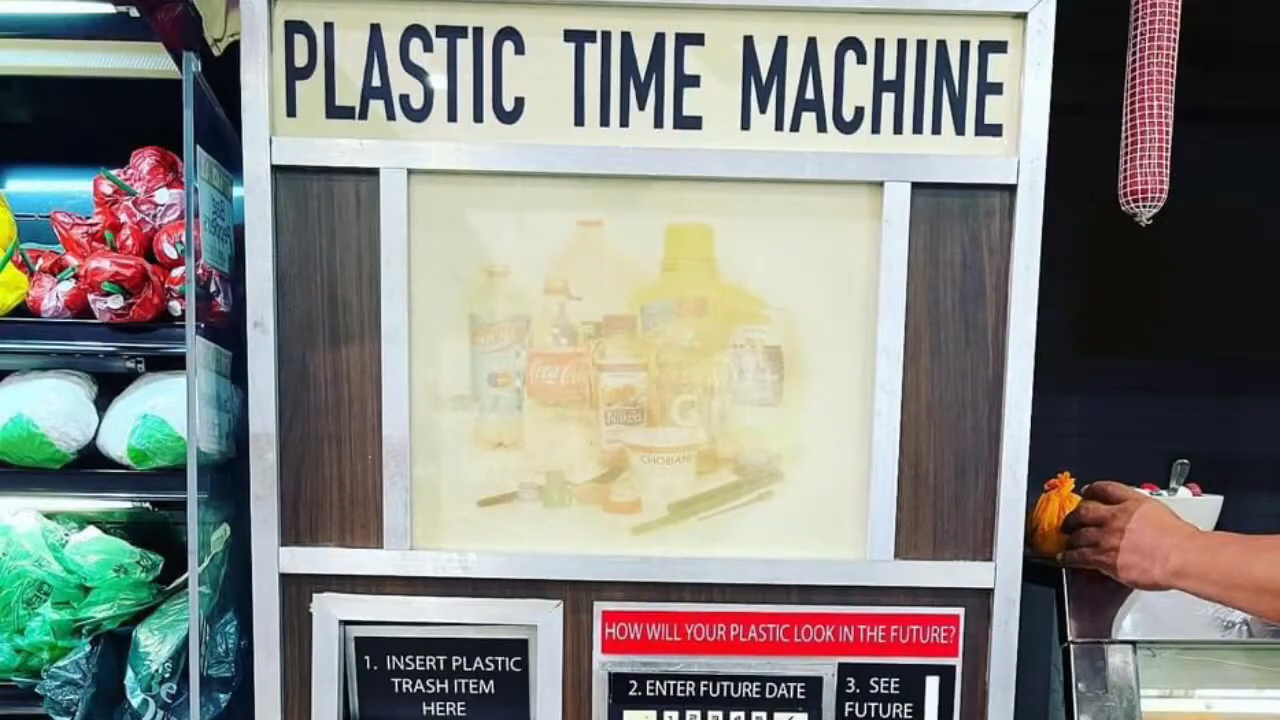 PLASTIC TIME MACHINE
Coca-Cola
Naked
CHOBANI
HOW WILL YOUR PLASTIC LOOK IN THE FUTURE?
1. INSERT PLASTIC
TRASH ITEM
HERE
2. ENTER FUTURE DATE
3. SEE
FUTURE